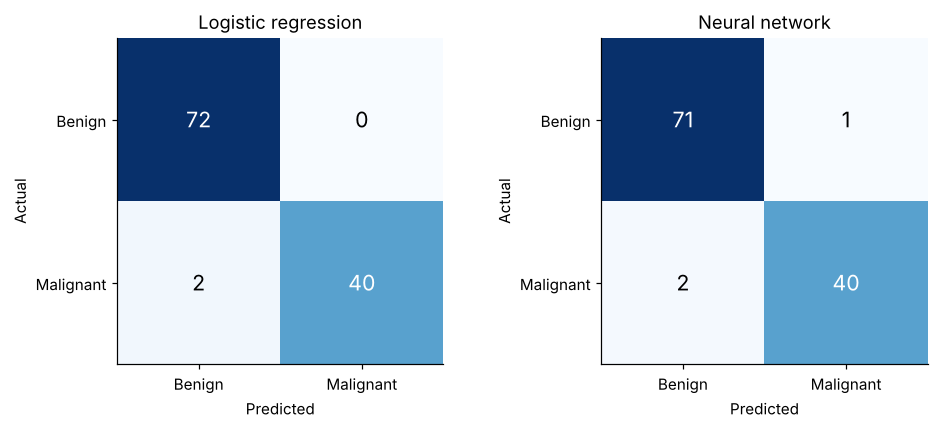 Logistic regression
Actual
Benign
72
0
Malignant
2
40
Benign
Malignant
Predicted
Neural network
Actual
Benign
71
1
Malignant
2
40
Benign
Malignant
Predicted